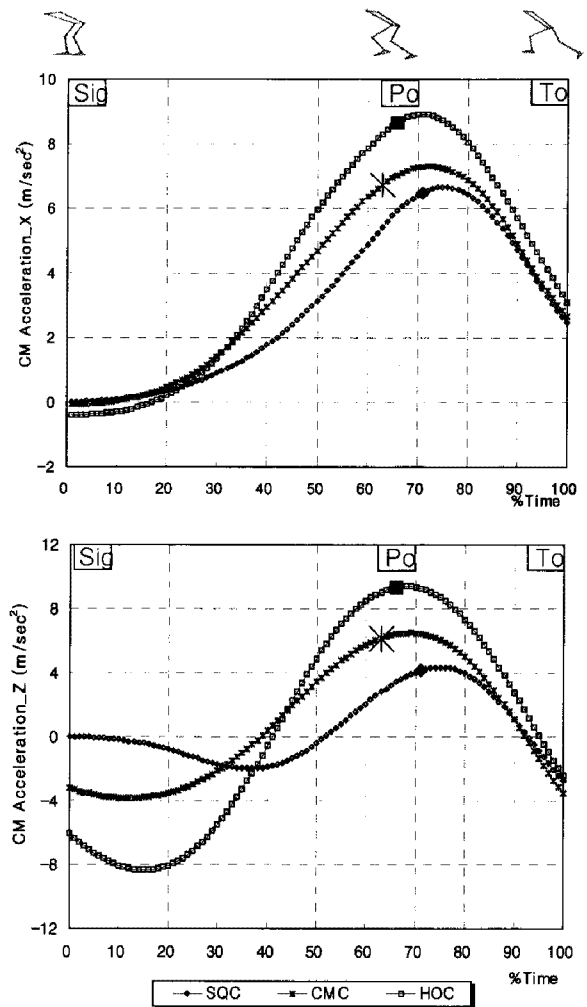 Sig Po To
CM Acceleration_X (m/sec²)
10
8
6
4
2
0
-2
0 10 20 30 40 50 60 70 80 90 100
%Time
Sig Po To
CM Acceleration_Z (m/sec²)
12
8
4
0
-4
-8
-12
0 10 20 30 40 50 60 70 80 90 100
%Time
SQC CMC HOC